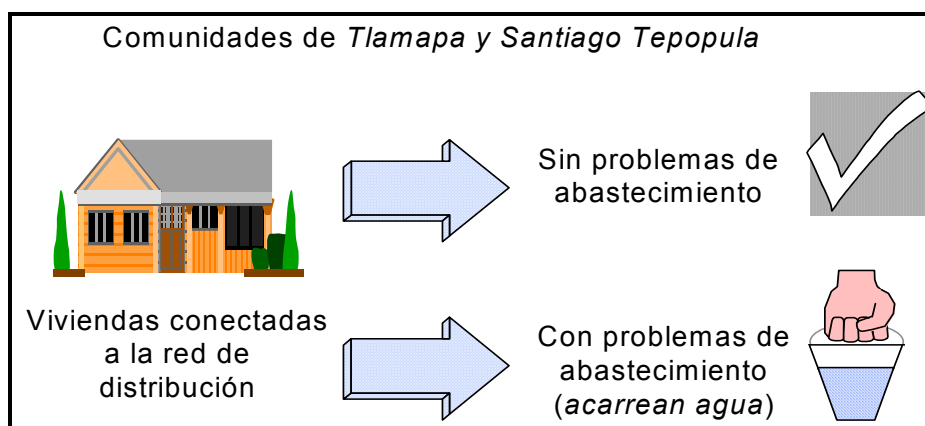 Comunidades de Tlamapa y Santiago Tepopula
Sin problemas de
abastecimiento
Viviendas conectadas
a la red de
distribución
Con problemas de
abastecimiento
(acarrean agua)